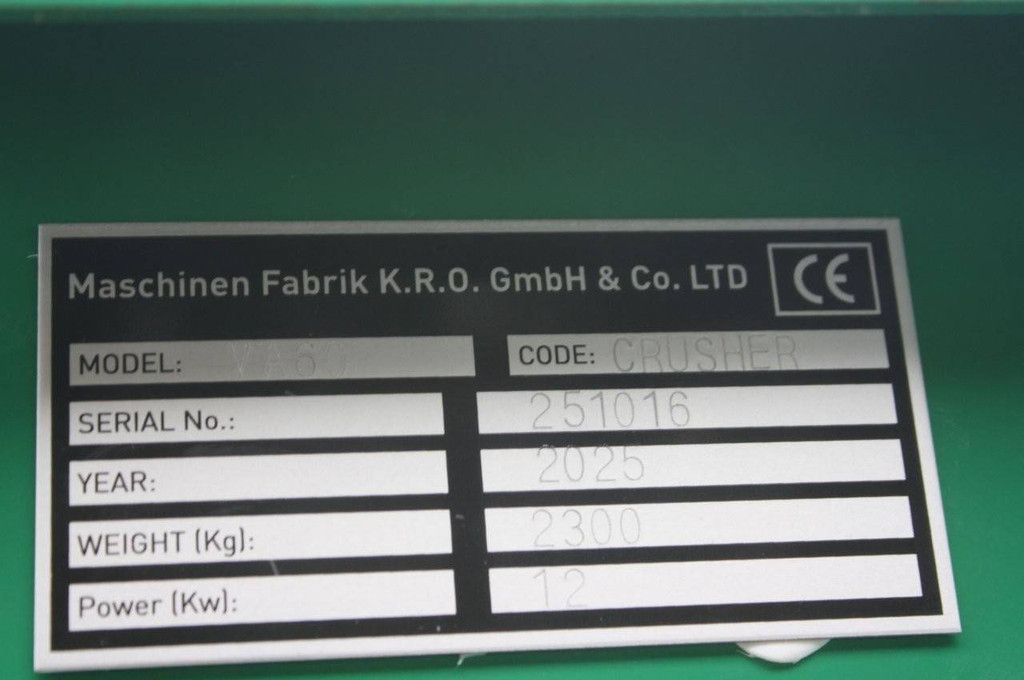 Maschinen Fabrik K.R.O. GmbH & Co. LTD CE
MODEL: CODE: CRUSHER
SERIAL No.: 251016
YEAR: 2025
WEIGHT (Kg): 2300
Power (Kw): 12